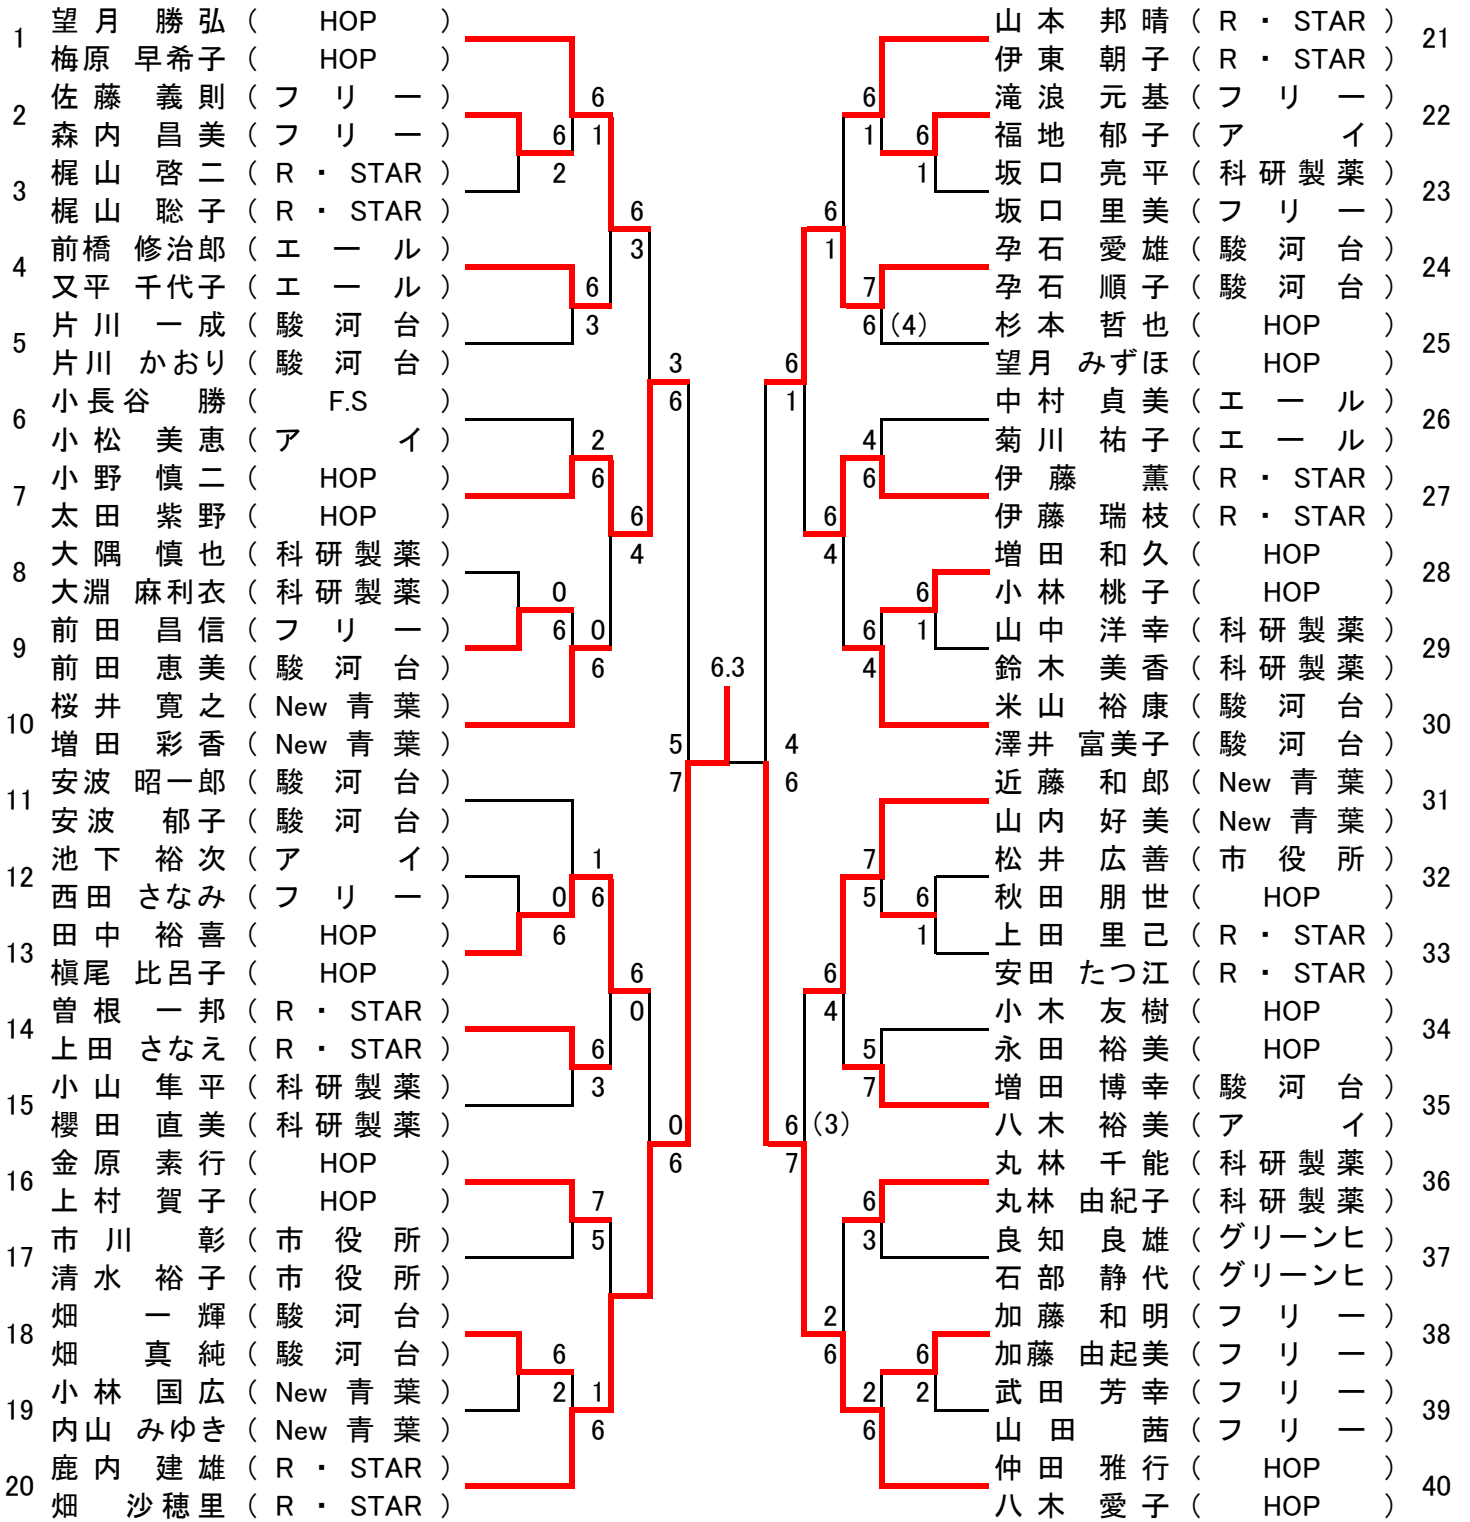 1 望月 勝弘 ( HOP )
梅原 早希子 ( HOP )
2 佐藤 義則 ( フリー )
森内 昌美 ( フリー )
3 梶山 啓二 ( R・STAR )
梶山 聡子 ( R・STAR )
4 前橋 修治郎 ( エール )
又平 千代子 ( エール )
5 片川 一成 ( 駿河台 )
片川 かおり ( 駿河台 )
6 小長谷 勝 ( F.S )
小松 美恵 ( アイ )
7 小野 慎二 ( HOP )
太田 紫野 ( HOP )
8 大隅 慎也 ( 科研製薬 )
大淵 麻利衣 ( 科研製薬 )
9 前田 昌信 ( フリー )
前田 恵美 ( 駿河台 )
10 桜井 寛之 ( New 青葉 )
増田 彩香 ( New 青葉 )
11 安波 昭一郎 ( 駿河台 )
安波 郁子 ( 駿河台 )
12 池下 裕次 ( アイ )
西田 さなみ ( フリー )
13 田中 裕喜 ( HOP )
槇尾 比呂子 ( HOP )
14 曽根 一邦 ( R・STAR )
上田 さなえ ( R・STAR )
15 小山 隼平 ( 科研製薬 )
櫻田 直美 ( 科研製薬 )
16 金原 素行 ( HOP )
上村 賀子 ( HOP )
17 市川 彰 ( 市役所 )
清水 裕子 ( 市役所 )
18 畑 一輝 ( 駿河台 )
畑 真純 ( 駿河台 )
19 小林 国広 ( New 青葉 )
内山 みゆき ( New 青葉 )
20 鹿内 建雄 ( R・STAR )
畑 沙穂里 ( R・STAR )
6
1
6
2
6
3
6
3
3
6
2
6
6
4
0
6
0
6
5
7
1
6
0
6
6
0
6
3
0
6
7
5
6
2
1
6
6.3
6
1
6
1
6
1
7
6 (4)
6
1
4
6
6
4
6
1
6
4
4
6
7
5
6
1
6
4
5
7
6 (3)
7
6
3
2
6
6
2
2
6
山本 邦晴 ( R・STAR ) 21
伊東 朝子 ( R・STAR )
滝浪 元基 ( フリー ) 22
福地 郁子 ( アイ )
坂口 亮平 ( 科研製薬 ) 23
坂口 里美 ( フリー )
孕石 愛雄 ( 駿河台 ) 24
孕石 順子 ( 駿河台 )
杉本 哲也 ( HOP ) 25
望月 みずほ ( HOP )
中村 貞美 ( エール ) 26
菊川 祐子 ( エール )
伊藤 薫 ( R・STAR ) 27
伊藤 瑞枝 ( R・STAR )
増田 和久 ( HOP ) 28
小林 桃子 ( HOP )
山中 洋幸 ( 科研製薬 ) 29
鈴木 美香 ( 科研製薬 )
米山 裕康 ( 駿河台 ) 30
澤井 富美子 ( 駿河台 )
近藤 和郎 ( New 青葉 ) 31
山内 好美 ( New 青葉 )
松井 広善 ( 市役所 ) 32
秋田 朋世 ( HOP )
上田 里己 ( R・STAR ) 33
安田 たつ江 ( R・STAR )
小木 友樹 ( HOP ) 34
永田 裕美 ( HOP )
増田 博幸 ( 駿河台 ) 35
八木 裕美 ( アイ )
丸林 千能 ( 科研製薬 ) 36
丸林 由紀子 ( 科研製薬 )
良知 良雄 ( グリーンヒ ) 37
石部 静代 ( グリーンヒ )
加藤 和明 ( フリー ) 38
加藤 由起美 ( フリー )
武田 芳幸 ( フリー ) 39
山田 茜 ( フリー )
仲田 雅行 ( HOP ) 40
八木 愛子 ( HOP )